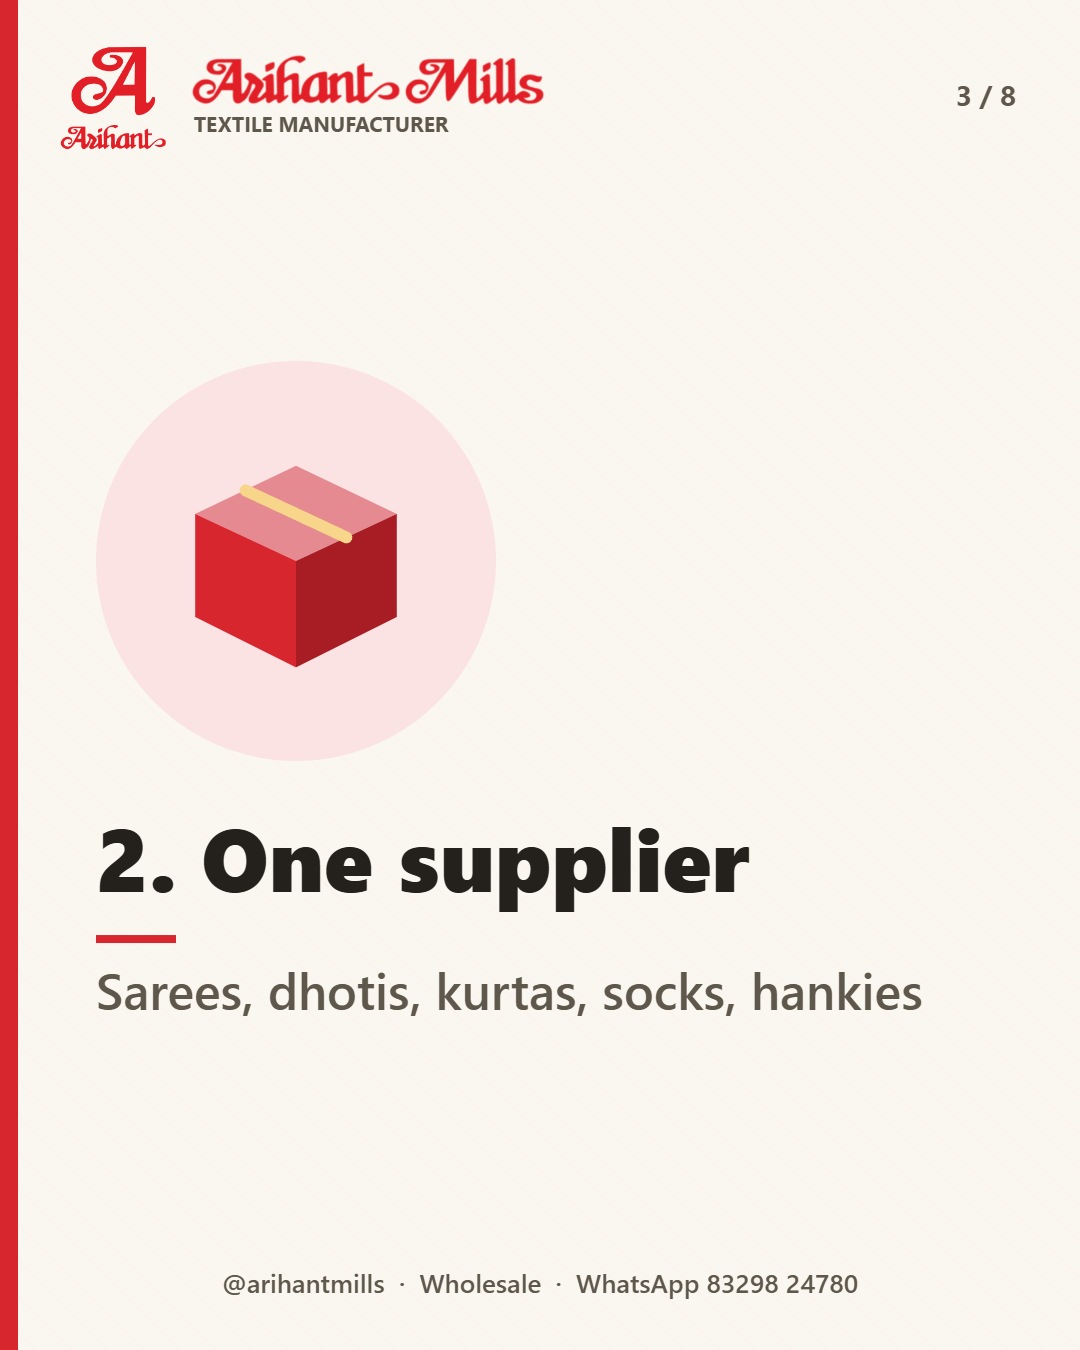 A
Arihant
Arihant Mills
TEXTILE MANUFACTURER
3 / 8
2. One supplier
Sarees, dhotis, kurtas, socks, hankies
@arihantmills · Wholesale · WhatsApp 83298 24780